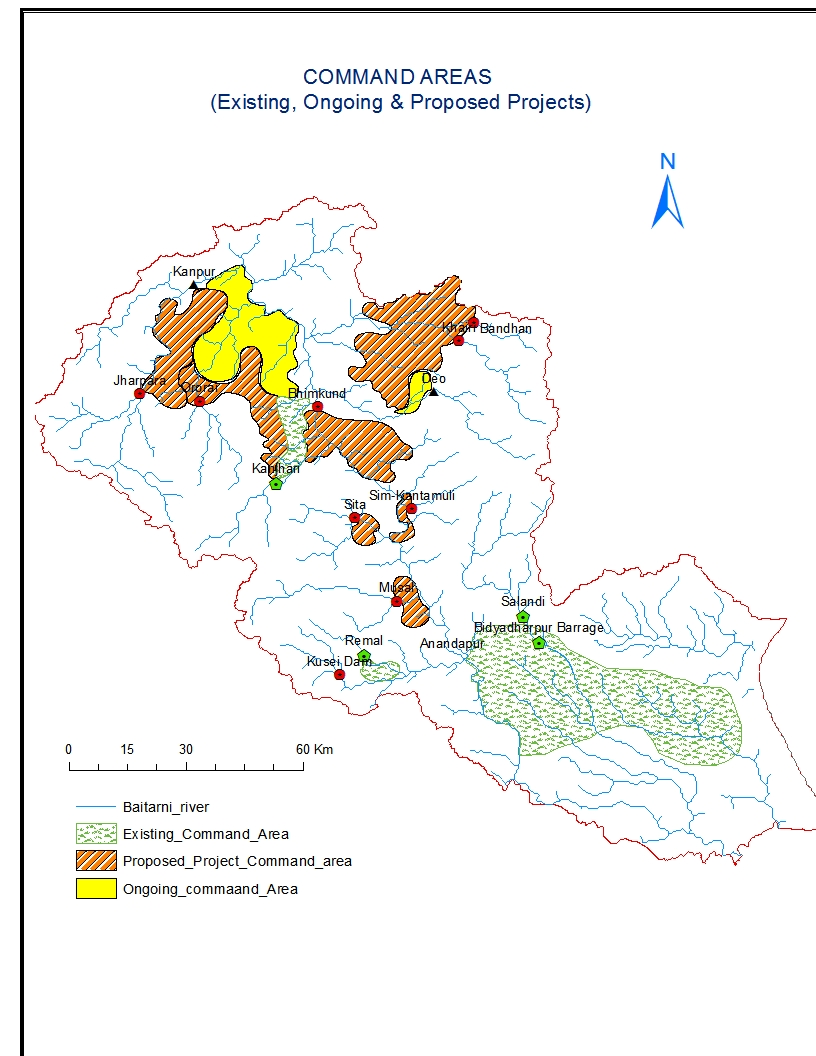 COMMAND AREAS
(Existing, Ongoing & Proposed Projects)
N
Kanpur
Khairi Bandhan
Deo
Jharpara
Ororai
Bhimkund
Kanjhari
Sim-Kantamuli
Sita
Musal
Salandi
Bidyadharpur Barrage
Remal
Anandapur
Kusei Dam
0 15 30 60 Km
Baitarni_river
Existing_Command_Area
Proposed_Project_Command_area
Ongoing_commaand_Area